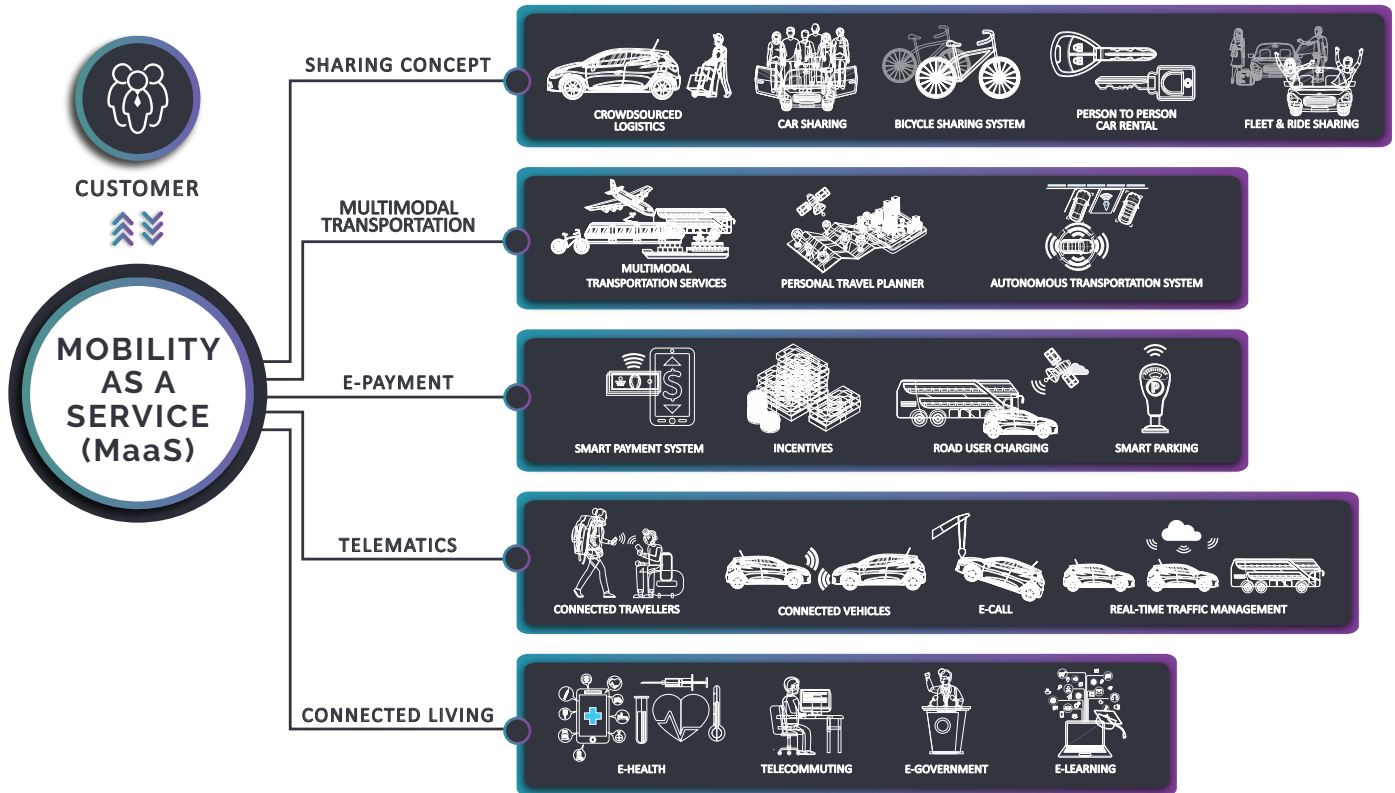 CUSTOMER
MOBILITY
AS A
SERVICE
(MaaS)
SHARING CONCEPT
CROWDSOURCED
LOGISTICS
CAR SHARING
BICYCLE SHARING SYSTEM
PERSON TO PERSON
CAR RENTAL
FLEET & RIDE SHARING
MULTIMODAL
TRANSPORTATION
MULTIMODAL
TRANSPORTATION SERVICES
PERSONAL TRAVEL PLANNER
AUTONOMOUS TRANSPORTATION SYSTEM
E-PAYMENT
$
SMART PAYMENT SYSTEM
INCENTIVES
ROAD USER CHARGING
P
SMART PARKING
TELEMATICS
CONNECTED TRAVELLERS
CONNECTED VEHICLES
E-CALL
REAL-TIME TRAFFIC MANAGEMENT
CONNECTED LIVING
E-HEALTH
TELECOMMUTING
E-GOVERNMENT
E-LEARNING